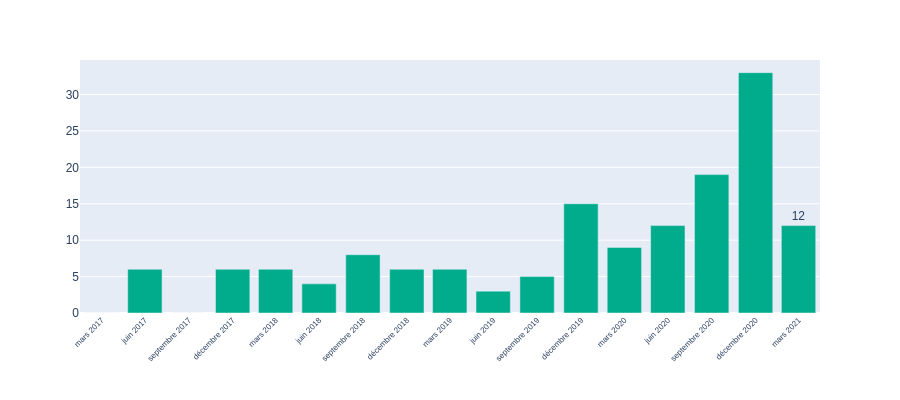 30
25
20
15
10
5
0
12
mars 2017
juin 2017
septembre 2017
décembre 2017
mars 2018
juin 2018
septembre 2018
décembre 2018
mars 2019
juin 2019
septembre 2019
décembre 2019
mars 2020
juin 2020
septembre 2020
décembre 2020
mars 2021